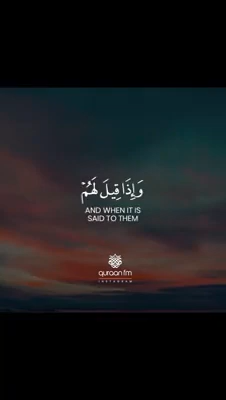 وَإِذَا قِيلَ لَهُمْ
AND WHEN IT IS
SAID TO THEM
quraan fm
INSTAGRAM